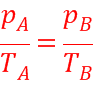 p_A / T_A = p_B / T_B